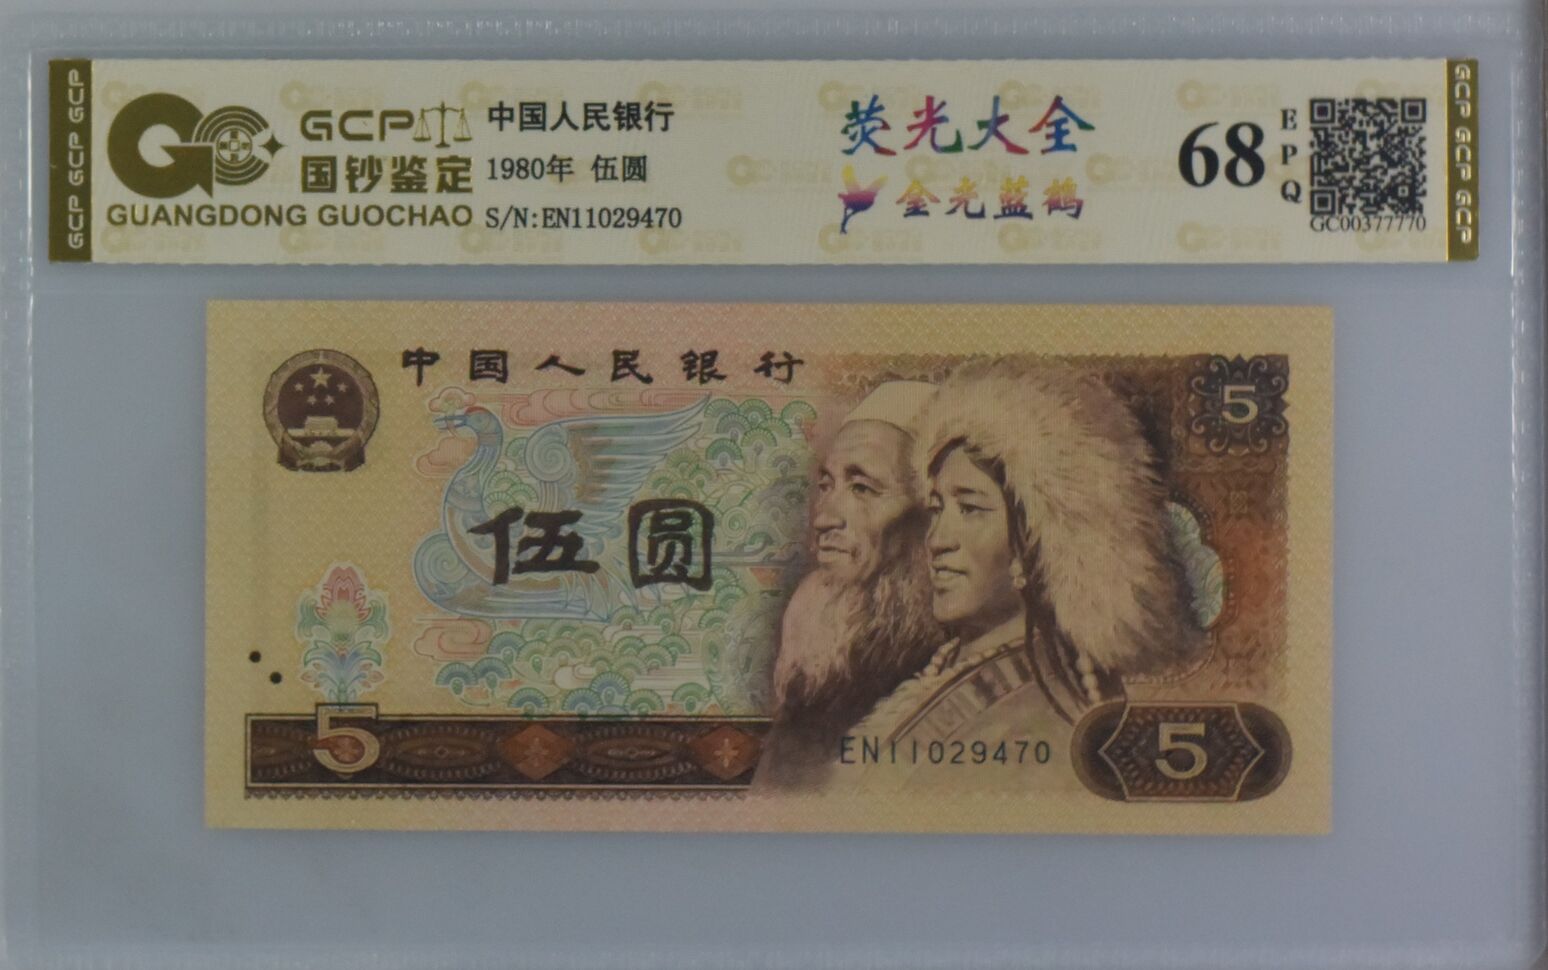 GCP GCP GCP
GCP
国钞鉴定
GUANGDONG GUOCHAO
中国人民银行
1980年 伍圆
S/N:EN11029470
荧光大全
金光蓝鹤
68
EPQ
GC00377770
GCP GCP GCP
中国人民银行
5
伍圆
5
EN11029470
5